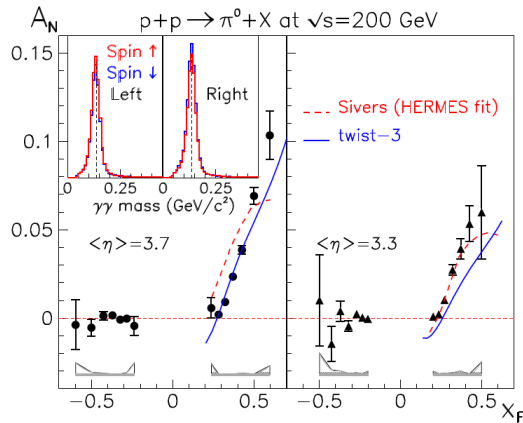 p+p → π⁰+X at √s=200 GeV
A_N
0.15
0.1
0.05
0
Spin ↑
Spin ↓
Left
Right
0 0.25 0 0.25
γγ mass (GeV/c²)
Sivers (HERMES fit)
twist−3
<η>=3.7
<η>=3.3
−0.5 0 0.5 −0.5 0 0.5
x_F